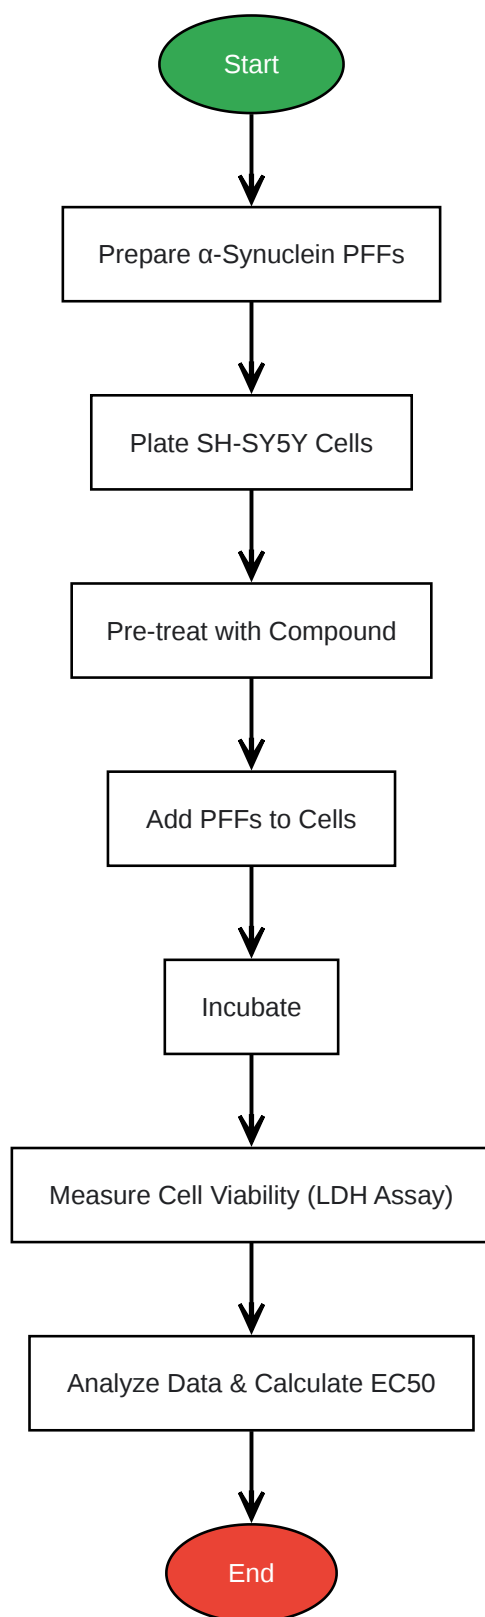 Start
Prepare α-Synuclein PFFs
Plate SH-SY5Y Cells
Pre-treat with Compound
Add PFFs to Cells
Incubate
Measure Cell Viability (LDH Assay)
Analyze Data & Calculate EC50
End